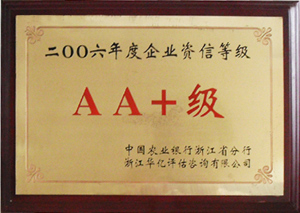 二〇〇六年度企业资信等级
AA+级
中国农业银行浙江省分行
浙江华亿评估咨询有限公司